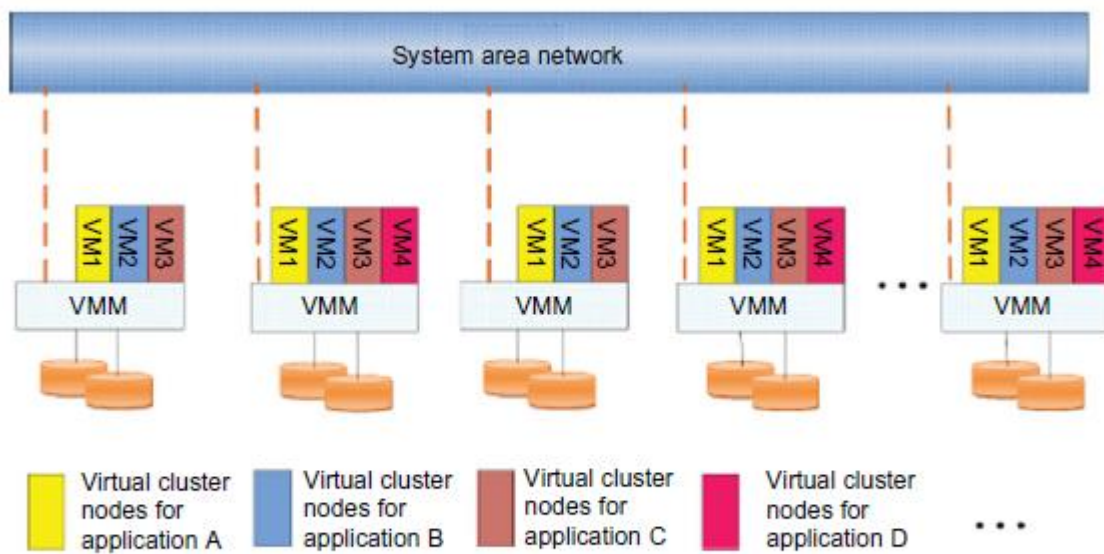 System area network
VM1 VM2 VM3
VM1 VM2 VM3 VM4
VM1 VM2 VM3
VM1 VM2 VM3 VM4
VM1 VM2 VM3 VM4
VMM
VMM
VMM
VMM
VMM
...
Virtual cluster
nodes for
application A
Virtual cluster
nodes for
application B
Virtual cluster
nodes for
application C
Virtual cluster
nodes for
application D
...